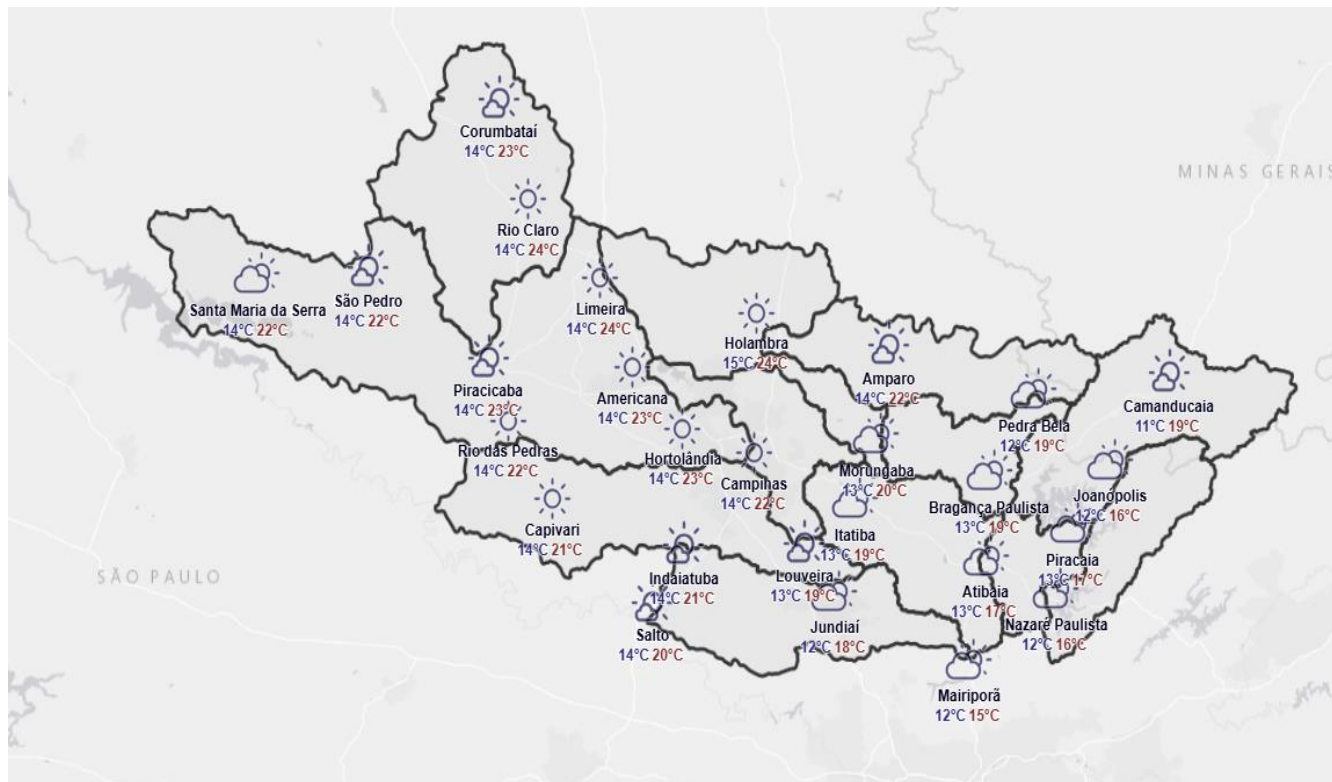 Corumbataí
14°C 23°C
MINAS GERAIS
Rio Claro
14°C 24°C
Santa Maria da Serra
14°C 22°C
São Pedro
14°C 22°C
Limeira
14°C 24°C
Holambra
15°C 24°C
Piracicaba
14°C 23°C
Americana
14°C 23°C
Amparo
14°C 22°C
Camanducaia
11°C 19°C
Pedra Bela
12°C 19°C
Rio das Pedras
14°C 22°C
Hortolândia
14°C 23°C
Campinas
14°C 22°C
Morungaba
13°C 20°C
Joanópolis
12°C 16°C
Bragança Paulista
13°C 19°C
Capivari
14°C 21°C
Itatiba
13°C 19°C
Piracaia
13°C 17°C
SÃO PAULO
Indaiatuba
14°C 21°C
Louveira
13°C 19°C
Atibaia
13°C 17°C
Salto
14°C 20°C
Jundiaí
12°C 18°C
Nazaré Paulista
12°C 16°C
Mairiporã
12°C 15°C